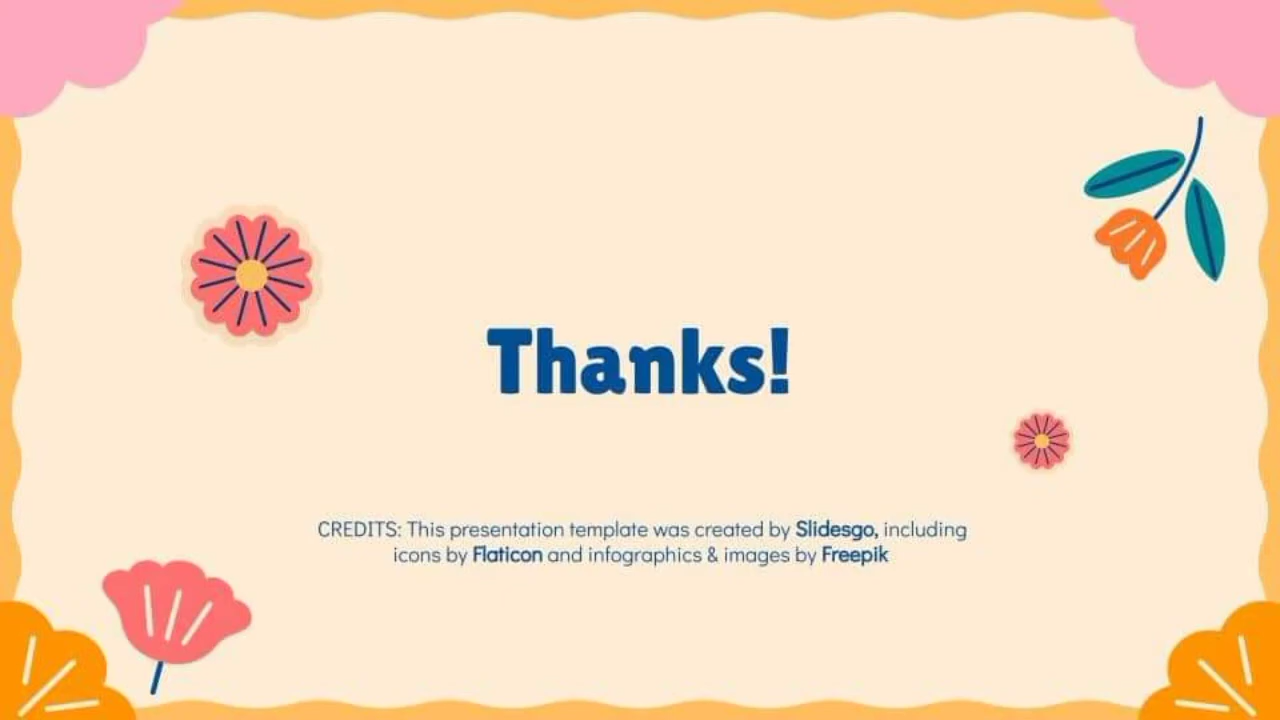 Thanks!
CREDITS: This presentation template was created by Slidesgo, including
icons by Flaticon and infographics & images by Freepik